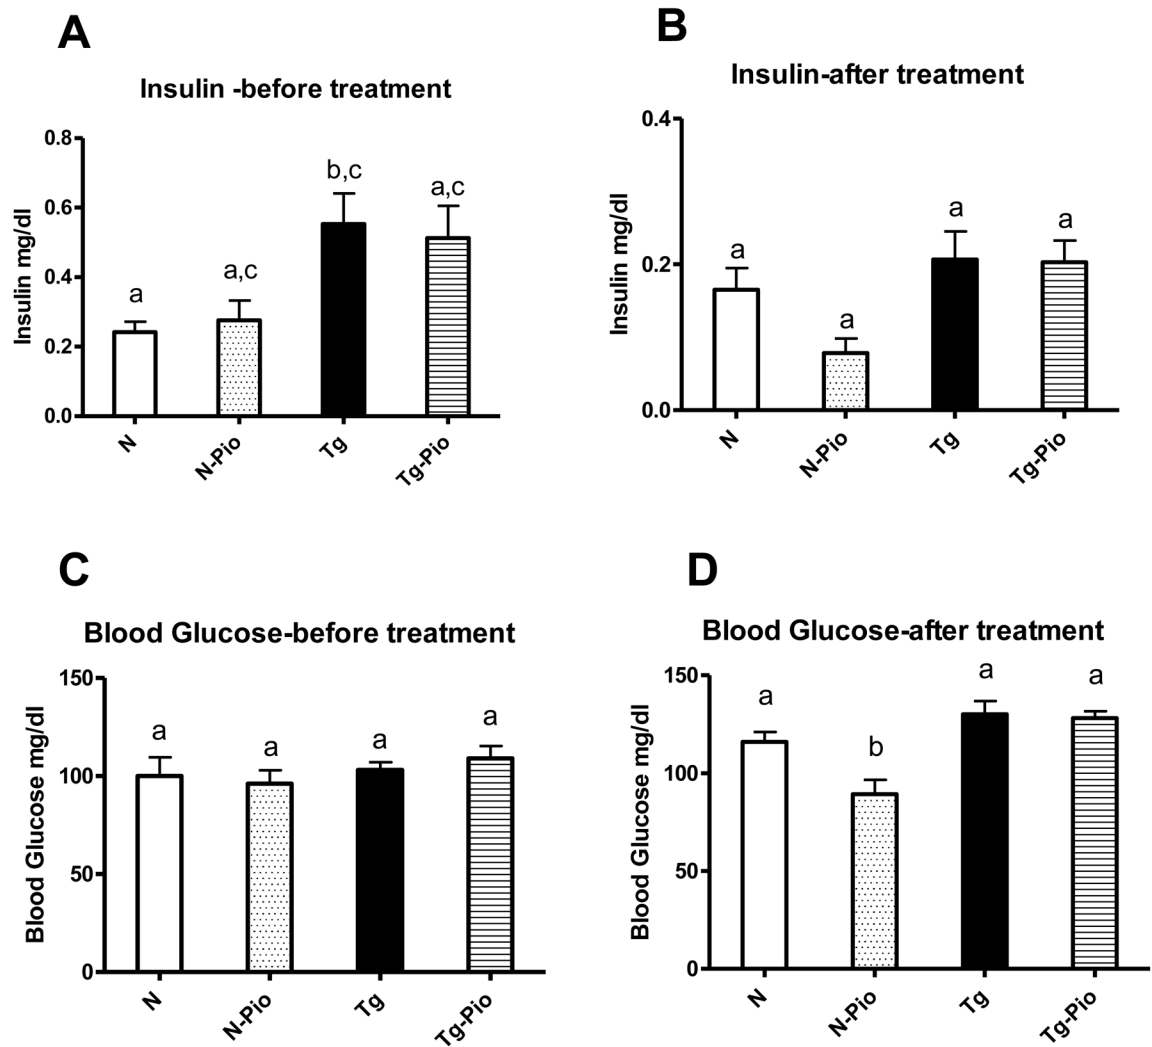 A
Insulin -before treatment
Insulin mg/dl
0.8
0.6
0.4
0.2
0.0
a
a,c
b,c
a,c
N
N-Pio
Tg
Tg-Pio
B
Insulin-after treatment
Insulin mg/dl
0.4
0.2
0.0
a
a
a
a
N
N-Pio
Tg
Tg-Pio
C
Blood Glucose-before treatment
Blood Glucose mg/dl
150
100
50
0
a
a
a
a
N
N-Pio
Tg
Tg-Pio
D
Blood Glucose-after treatment
Blood Glucose mg/dl
150
100
50
0
a
b
a
a
N
N-Pio
Tg
Tg-Pio